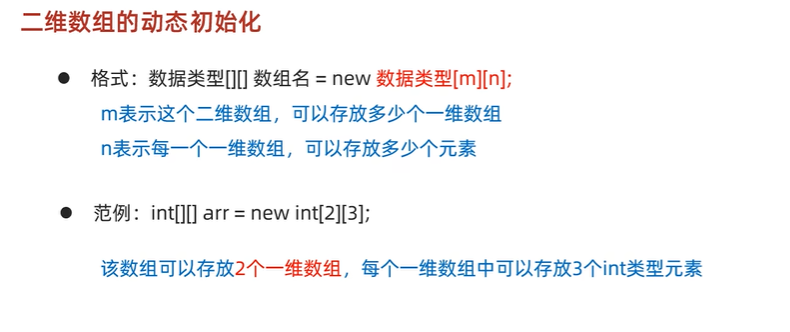 二维数组的动态初始化
● 格式：数据类型[][] 数组名 = new 数据类型[m][n];
m表示这个二维数组，可以存放多少个一维数组
n表示每一个一维数组，可以存放多少个元素
● 范例：int[][] arr = new int[2][3];
该数组可以存放2个一维数组，每个一维数组中可以存放3个int类型元素